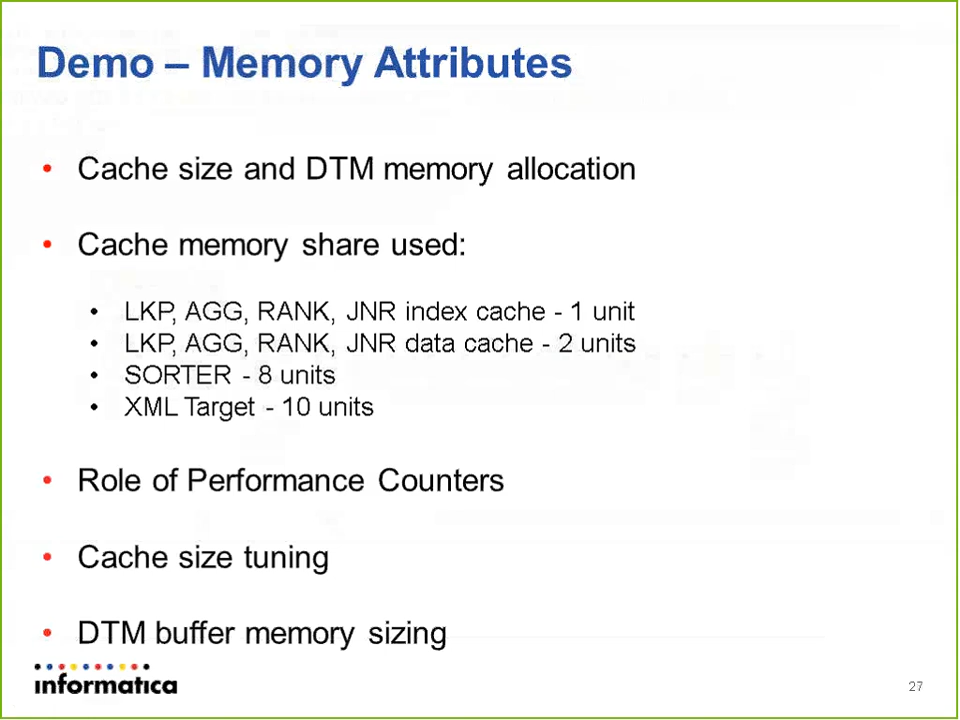 Demo – Memory Attributes
• Cache size and DTM memory allocation
• Cache memory share used:
• LKP, AGG, RANK, JNR index cache - 1 unit
• LKP, AGG, RANK, JNR data cache - 2 units
• SORTER - 8 units
• XML Target - 10 units
• Role of Performance Counters
• Cache size tuning
• DTM buffer memory sizing
informatica
27